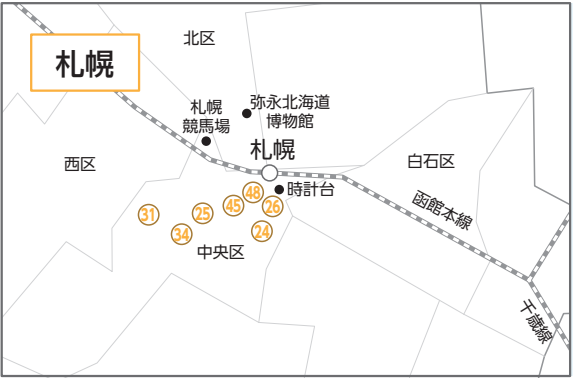 札幌
北区
札幌
競馬場
弥永北海道
博物館
西区
札幌
白石区
時計台
48
45
26
25
31
34
24
中央区
函館本線
千歳線